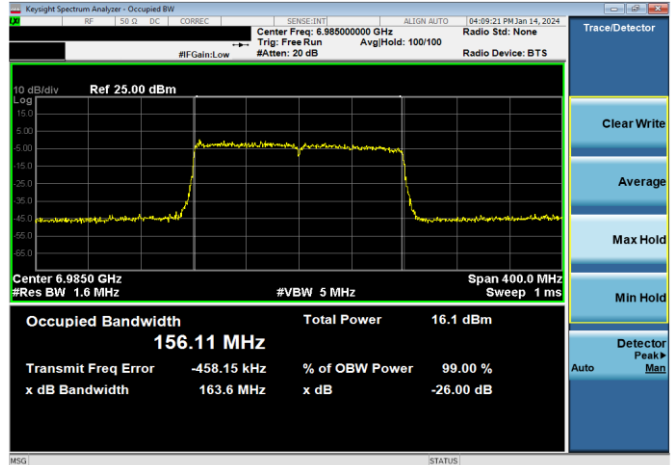 Keysight Spectrum Analyzer - Occupied BW
RF 50 Ω DC CORREC SENSE:INT ALIGN AUTO 04:09:21 PM Jan 14, 2024
Center Freq: 6.985000000 GHz Radio Std: None
Trig: Free Run Avg|Hold: 100/100
#IFGain:Low #Atten: 20 dB Radio Device: BTS
Trace/Detector
10 dB/div Ref 25.00 dBm
Log
15.0
5.00
-5.00
-15.0
-25.0
-35.0
-45.0
-55.0
-65.0
Center 6.9850 GHz Span 400.0 MHz
#Res BW 1.6 MHz #VBW 5 MHz Sweep 1 ms
Occupied Bandwidth Total Power 16.1 dBm
156.11 MHz
Transmit Freq Error -458.15 kHz % of OBW Power 99.00 %
x dB Bandwidth 163.6 MHz x dB -26.00 dB
Clear Write
Average
Max Hold
Min Hold
Detector
Peak▶
Auto Man
MSG STATUS